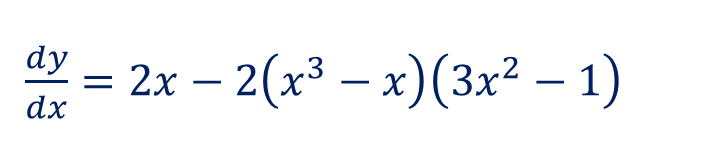 dy/dx = 2x − 2(x³ − x)(3x² − 1)